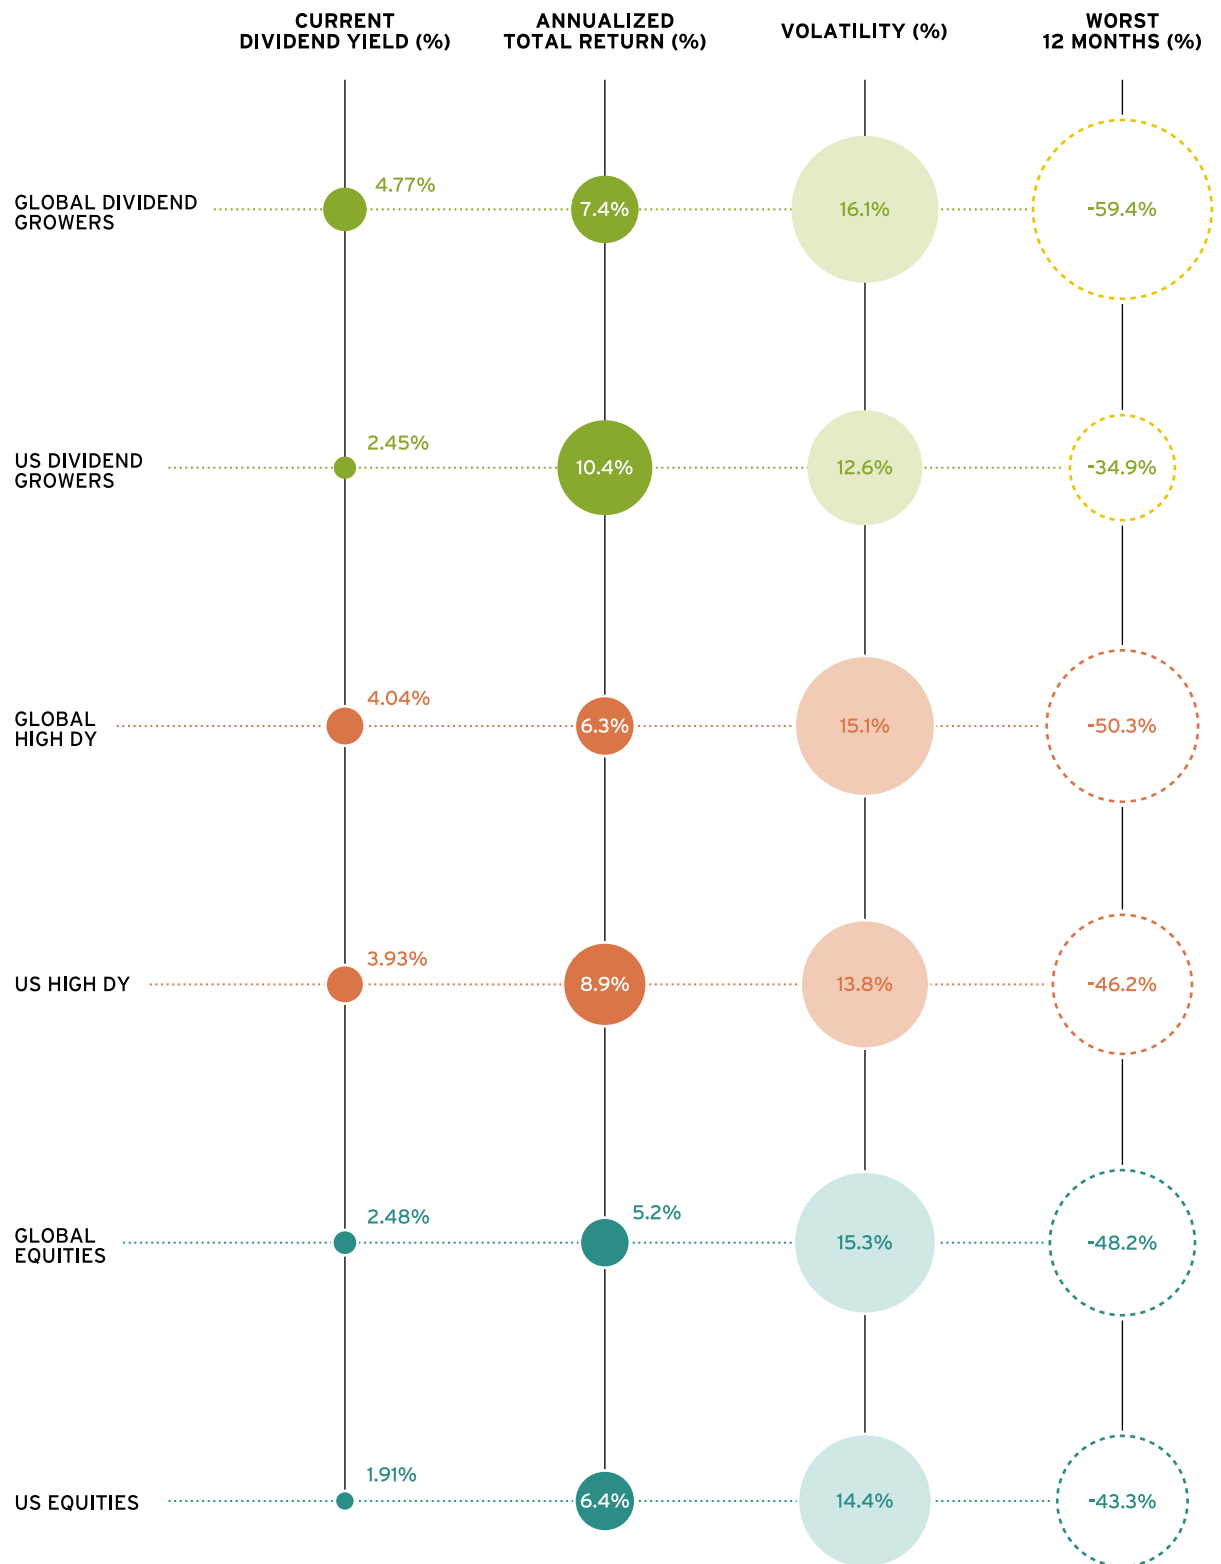 CURRENT
DIVIDEND YIELD (%)
ANNUALIZED
TOTAL RETURN (%)
VOLATILITY (%)
WORST
12 MONTHS (%)
GLOBAL DIVIDEND
GROWERS
4.77%
7.4%
16.1%
-59.4%
US DIVIDEND
GROWERS
2.45%
10.4%
12.6%
-34.9%
GLOBAL
HIGH DY
4.04%
6.3%
15.1%
-50.3%
US HIGH DY
3.93%
8.9%
13.8%
-46.2%
GLOBAL
EQUITIES
2.48%
5.2%
15.3%
-48.2%
US EQUITIES
1.91%
6.4%
14.4%
-43.3%